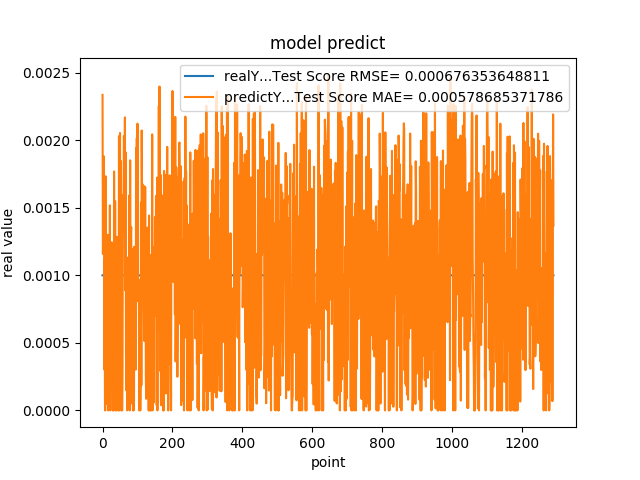 model predict
realY...Test Score RMSE= 0.000676353648811
predictY...Test Score MAE= 0.000578685371786
real value
0.0025
0.0020
0.0015
0.0010
0.0005
0.0000
0 200 400 600 800 1000 1200
point